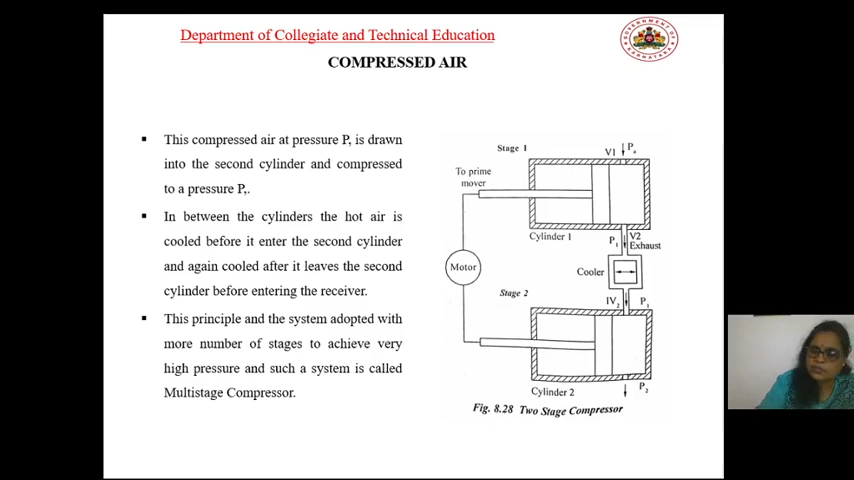 Department of Collegiate and Technical Education
COMPRESSED AIR
▪ This compressed air at pressure P, is drawn
into the second cylinder and compressed
to a pressure P,.
▪ In between the cylinders the hot air is
cooled before it enter the second cylinder
and again cooled after it leaves the second
cylinder before entering the receiver.
▪ This principle and the system adopted with
more number of stages to achieve very
high pressure and such a system is called
Multistage Compressor.
Stage 1
V1
Pa
To prime
mover
Cylinder 1
P1
V2
Exhaust
Motor
Cooler
Stage 2
IV2
P1
Cylinder 2
P2
Fig. 8.28 Two Stage Compressor